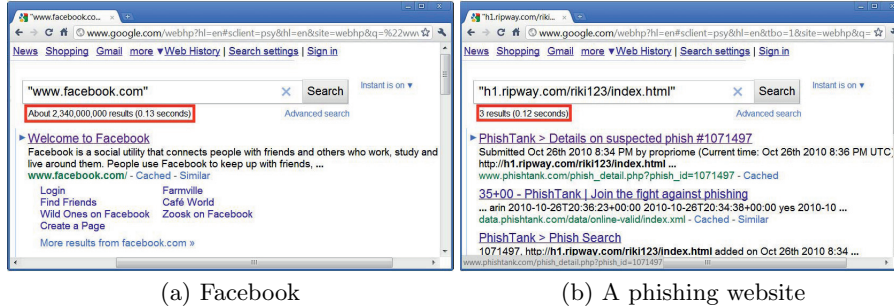 "www.facebook.co...
www.google.com/webhp?hl=en#sclient=psy&hl=en&site=webhp&q=%22wwv
News Shopping Gmail more ▼ Web History | Search settings | Sign in
"www.facebook.com"
Search
Instant is on ▼
About 2,340,000,000 results (0.13 seconds)
Advanced search
Welcome to Facebook
Facebook is a social utility that connects people with friends and others who work, study and
live around them. People use Facebook to keep up with friends, ...
www.facebook.com/ - Cached - Similar
Login Farmville
Find Friends Café World
Wild Ones on Facebook Zoosk on Facebook
Create a Page
More results from facebook.com »
(a) Facebook
"h1.ripway.com/riki...
www.google.com/webhp?hl=en&tbo=1&site=webhp&q=
News Shopping Gmail more ▼ Web History | Search settings | Sign in
"h1.ripway.com/riki123/index.html"
Search
Instant is on ▼
3 results (0.12 seconds)
Advanced search
PhishTank > Details on suspected phish #1071497
Submitted Oct 26th 2010 8:34 PM by propriome (Current time: Oct 26th 2010 8:36 PM UTC)
http://h1.ripway.com/riki123/index.html ...
www.phishtank.com/phish_detail.php?phish_id=1071497 - Cached
35+00 - PhishTank | Join the fight against phishing
... arin 2010-10-26T20:36:23+00:00 2010-10-26T20:34:38+00:00 yes 2010-10 ...
data.phishtank.com/data/online-valid/index.xml - Cached - Similar
PhishTank > Phish Search
1071497, http://h1.ripway.com/riki123/index.html added on Oct 26th 2010 8:34 ...
www.phishtank.com/phish_detail.php?phish_id=1071497
(b) A phishing website